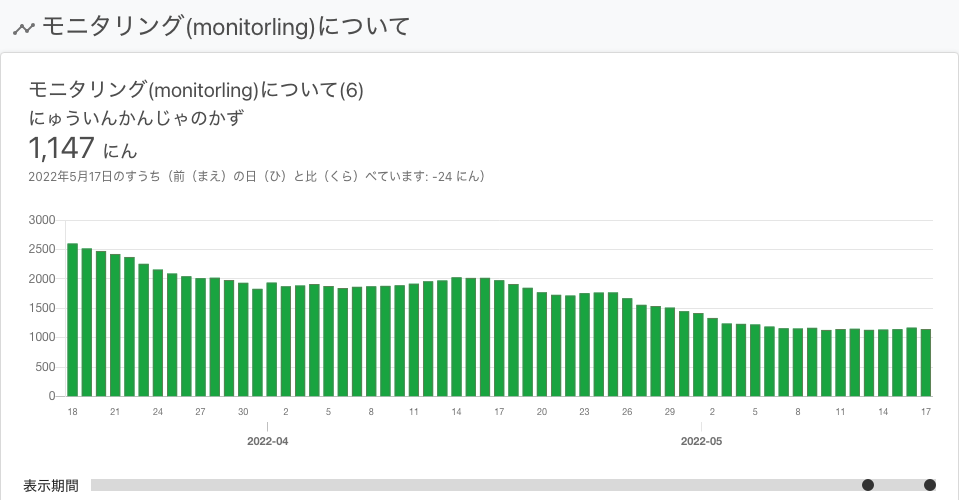 モニタリング(monitorling)について
モニタリング(monitorling)について(6)
にゅういんかんじゃのかず
1,147 にん
2022年5月17日のすうち（前（まえ）の日（ひ）と比（くら）べています: -24 にん）
3000
2500
2000
1500
1000
500
0
18 21 24 27 30 2 5 8 11 14 17 20 23 26 29 2 5 8 11 14 17
2022-04 2022-05
表示期間